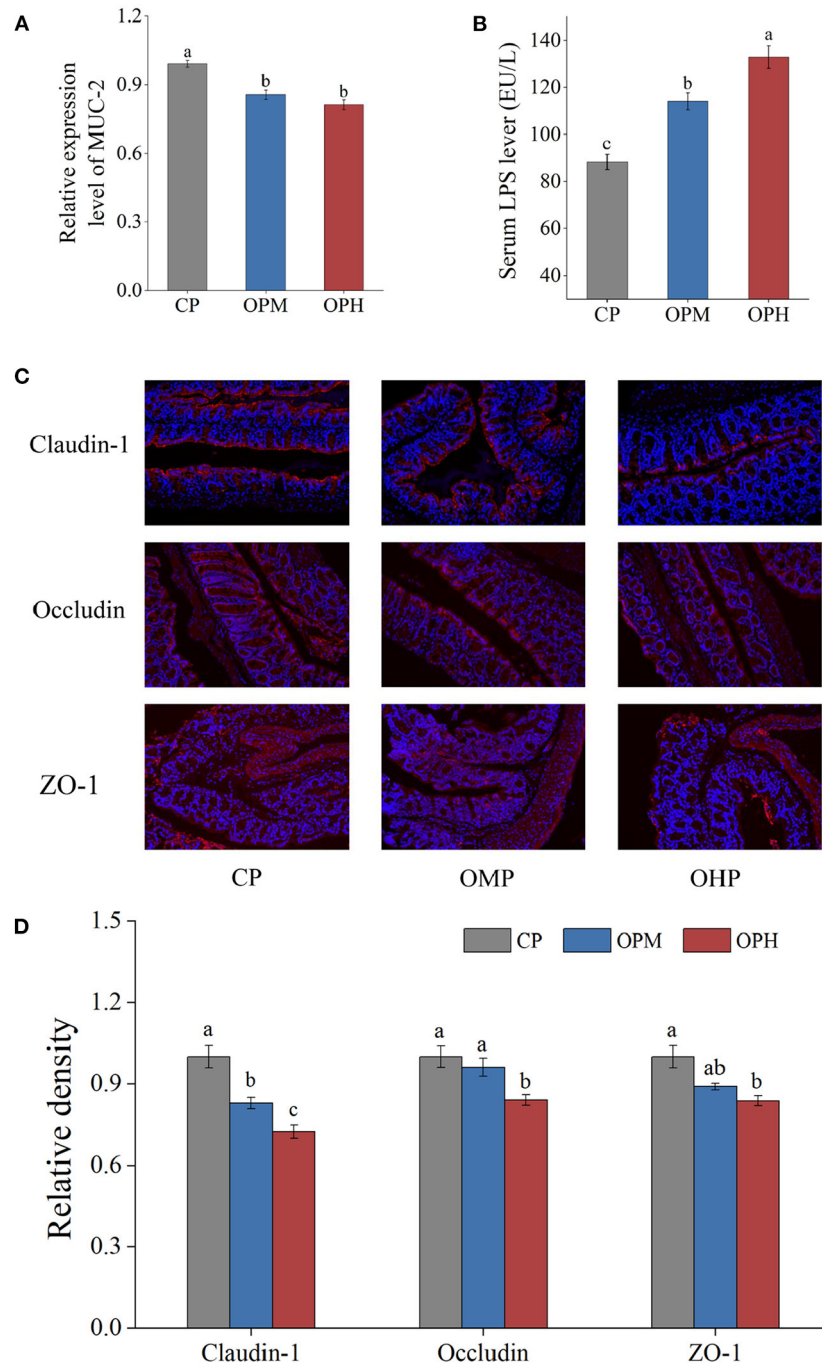 A
1.2
0.9
0.6
0.3
0.0
Relative expression
level of MUC-2
a
b
b
CP
OPM
OPH
B
140
120
100
80
60
40
Serum LPS lever (EU/L)
c
b
a
CP
OPM
OPH
C
Claudin-1
Occludin
ZO-1
CP
OMP
OHP
D
1.5
1.2
0.9
0.6
0.3
0.0
Relative density
CP
OPM
OPH
a
b
c
a
a
b
a
ab
b
Claudin-1
Occludin
ZO-1